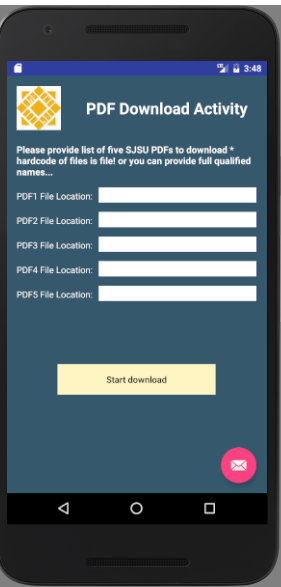 3:48
PDF Download Activity
Please provide list of five SJSU PDFs to download *
hardcode of files is file! or you can provide full qualified
names...
PDF1 File Location:
PDF2 File Location:
PDF3 File Location:
PDF4 File Location:
PDF5 File Location:
Start download